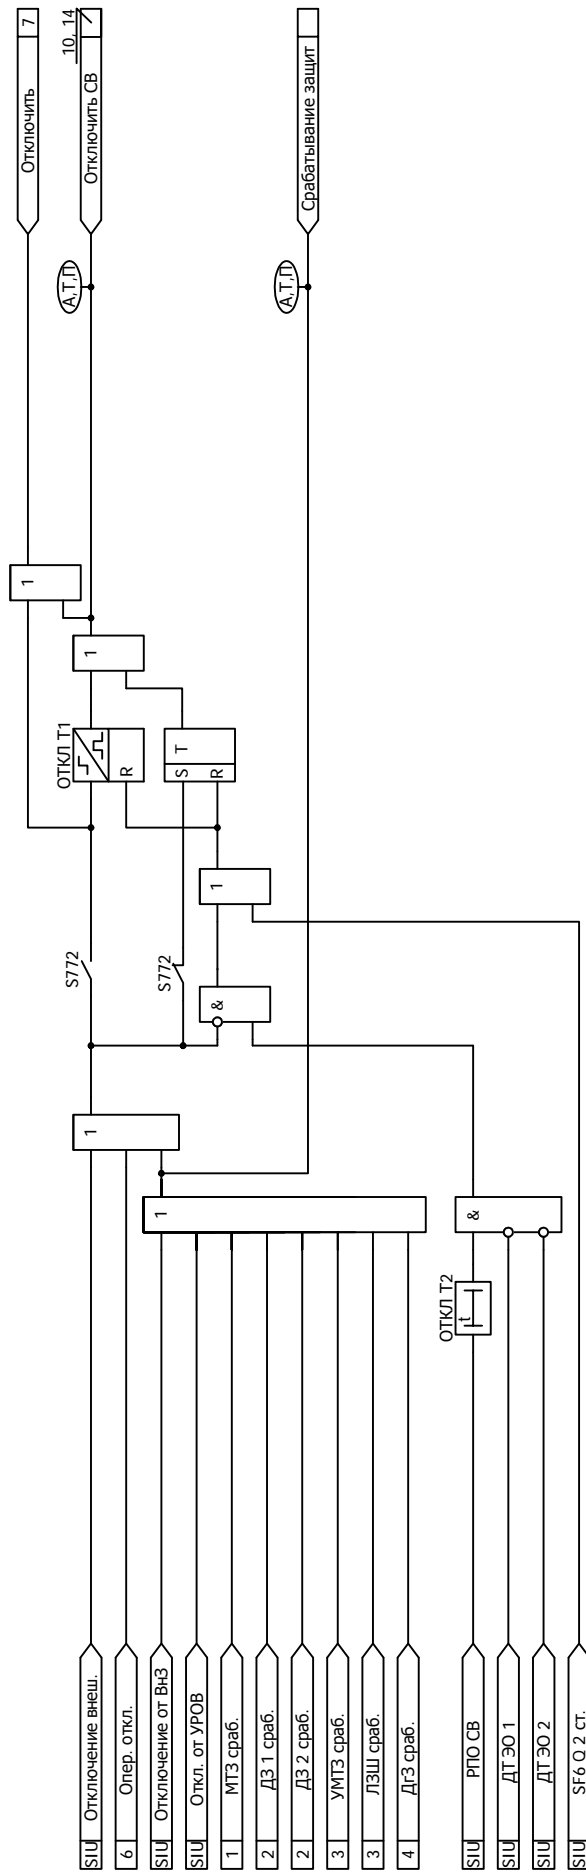 7 Отключить
10, 14 Отключить СВ
Срабатывание защит
А,Т,П
А,Т,П
1
1
ОТКЛ Т1
R
T
S
R
1
S772
S772
&
1
1
&
ОТКЛ Т2
t
SIU Отключение внеш.
6 Опер. откл.
SIU Отключение от ВнЗ
SIU Откл. от УРОВ
1 МТЗ сраб.
2 ДЗ 1 сраб.
2 ДЗ 2 сраб.
3 УМТЗ сраб.
3 ЛЗШ сраб.
4 ДгЗ сраб.
SIU РПО СВ
SIU ДТ ЭО 1
SIU ДТ ЭО 2
SIU SF6 Q 2 ст.